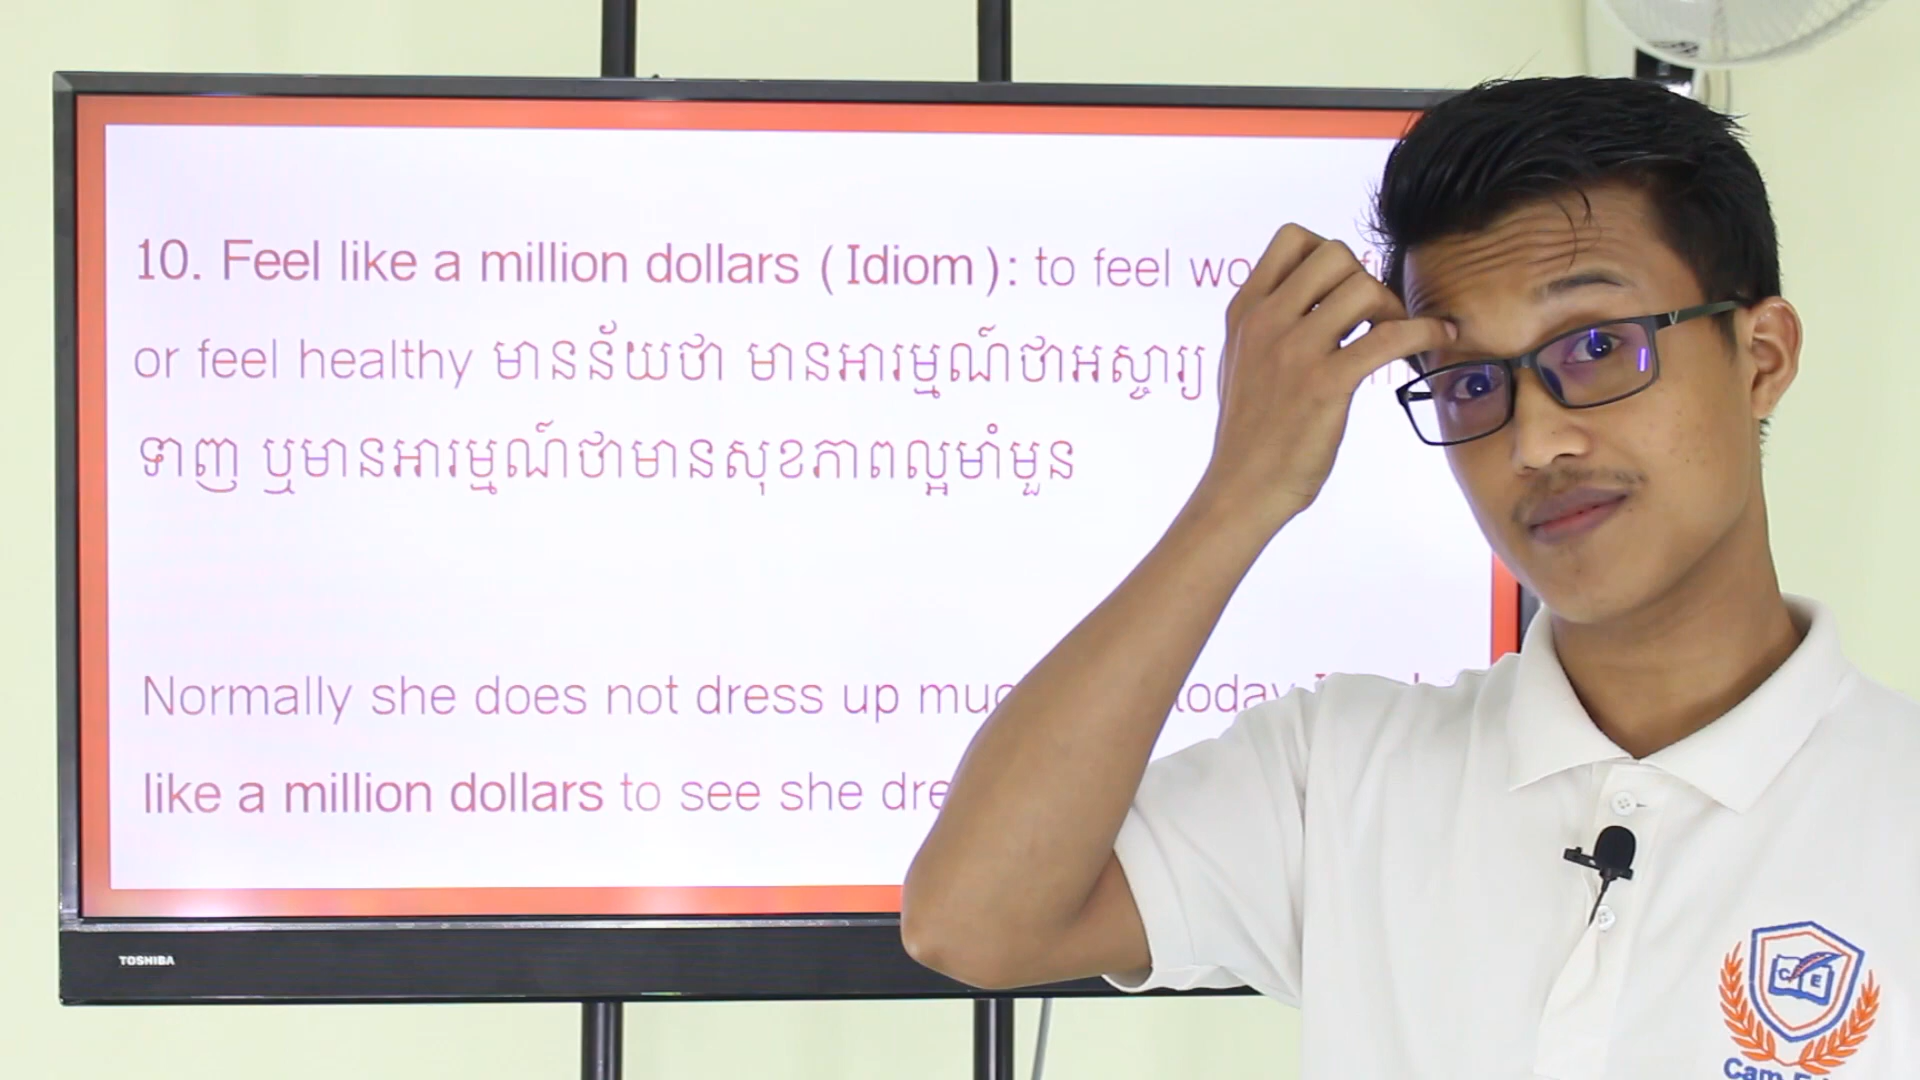 10. Feel like a million dollars (Idiom): to feel
or feel healthy មានន័យថា មានអារម្មណ៍ថាអស្ចារ្យ
ទាញ ឬមានអារម្មណ៍ថាមានសុខភាពល្អមាំមួន
Normally she does not dress up today
like a million dollars to see she
TOSHIBA
C E
Cam